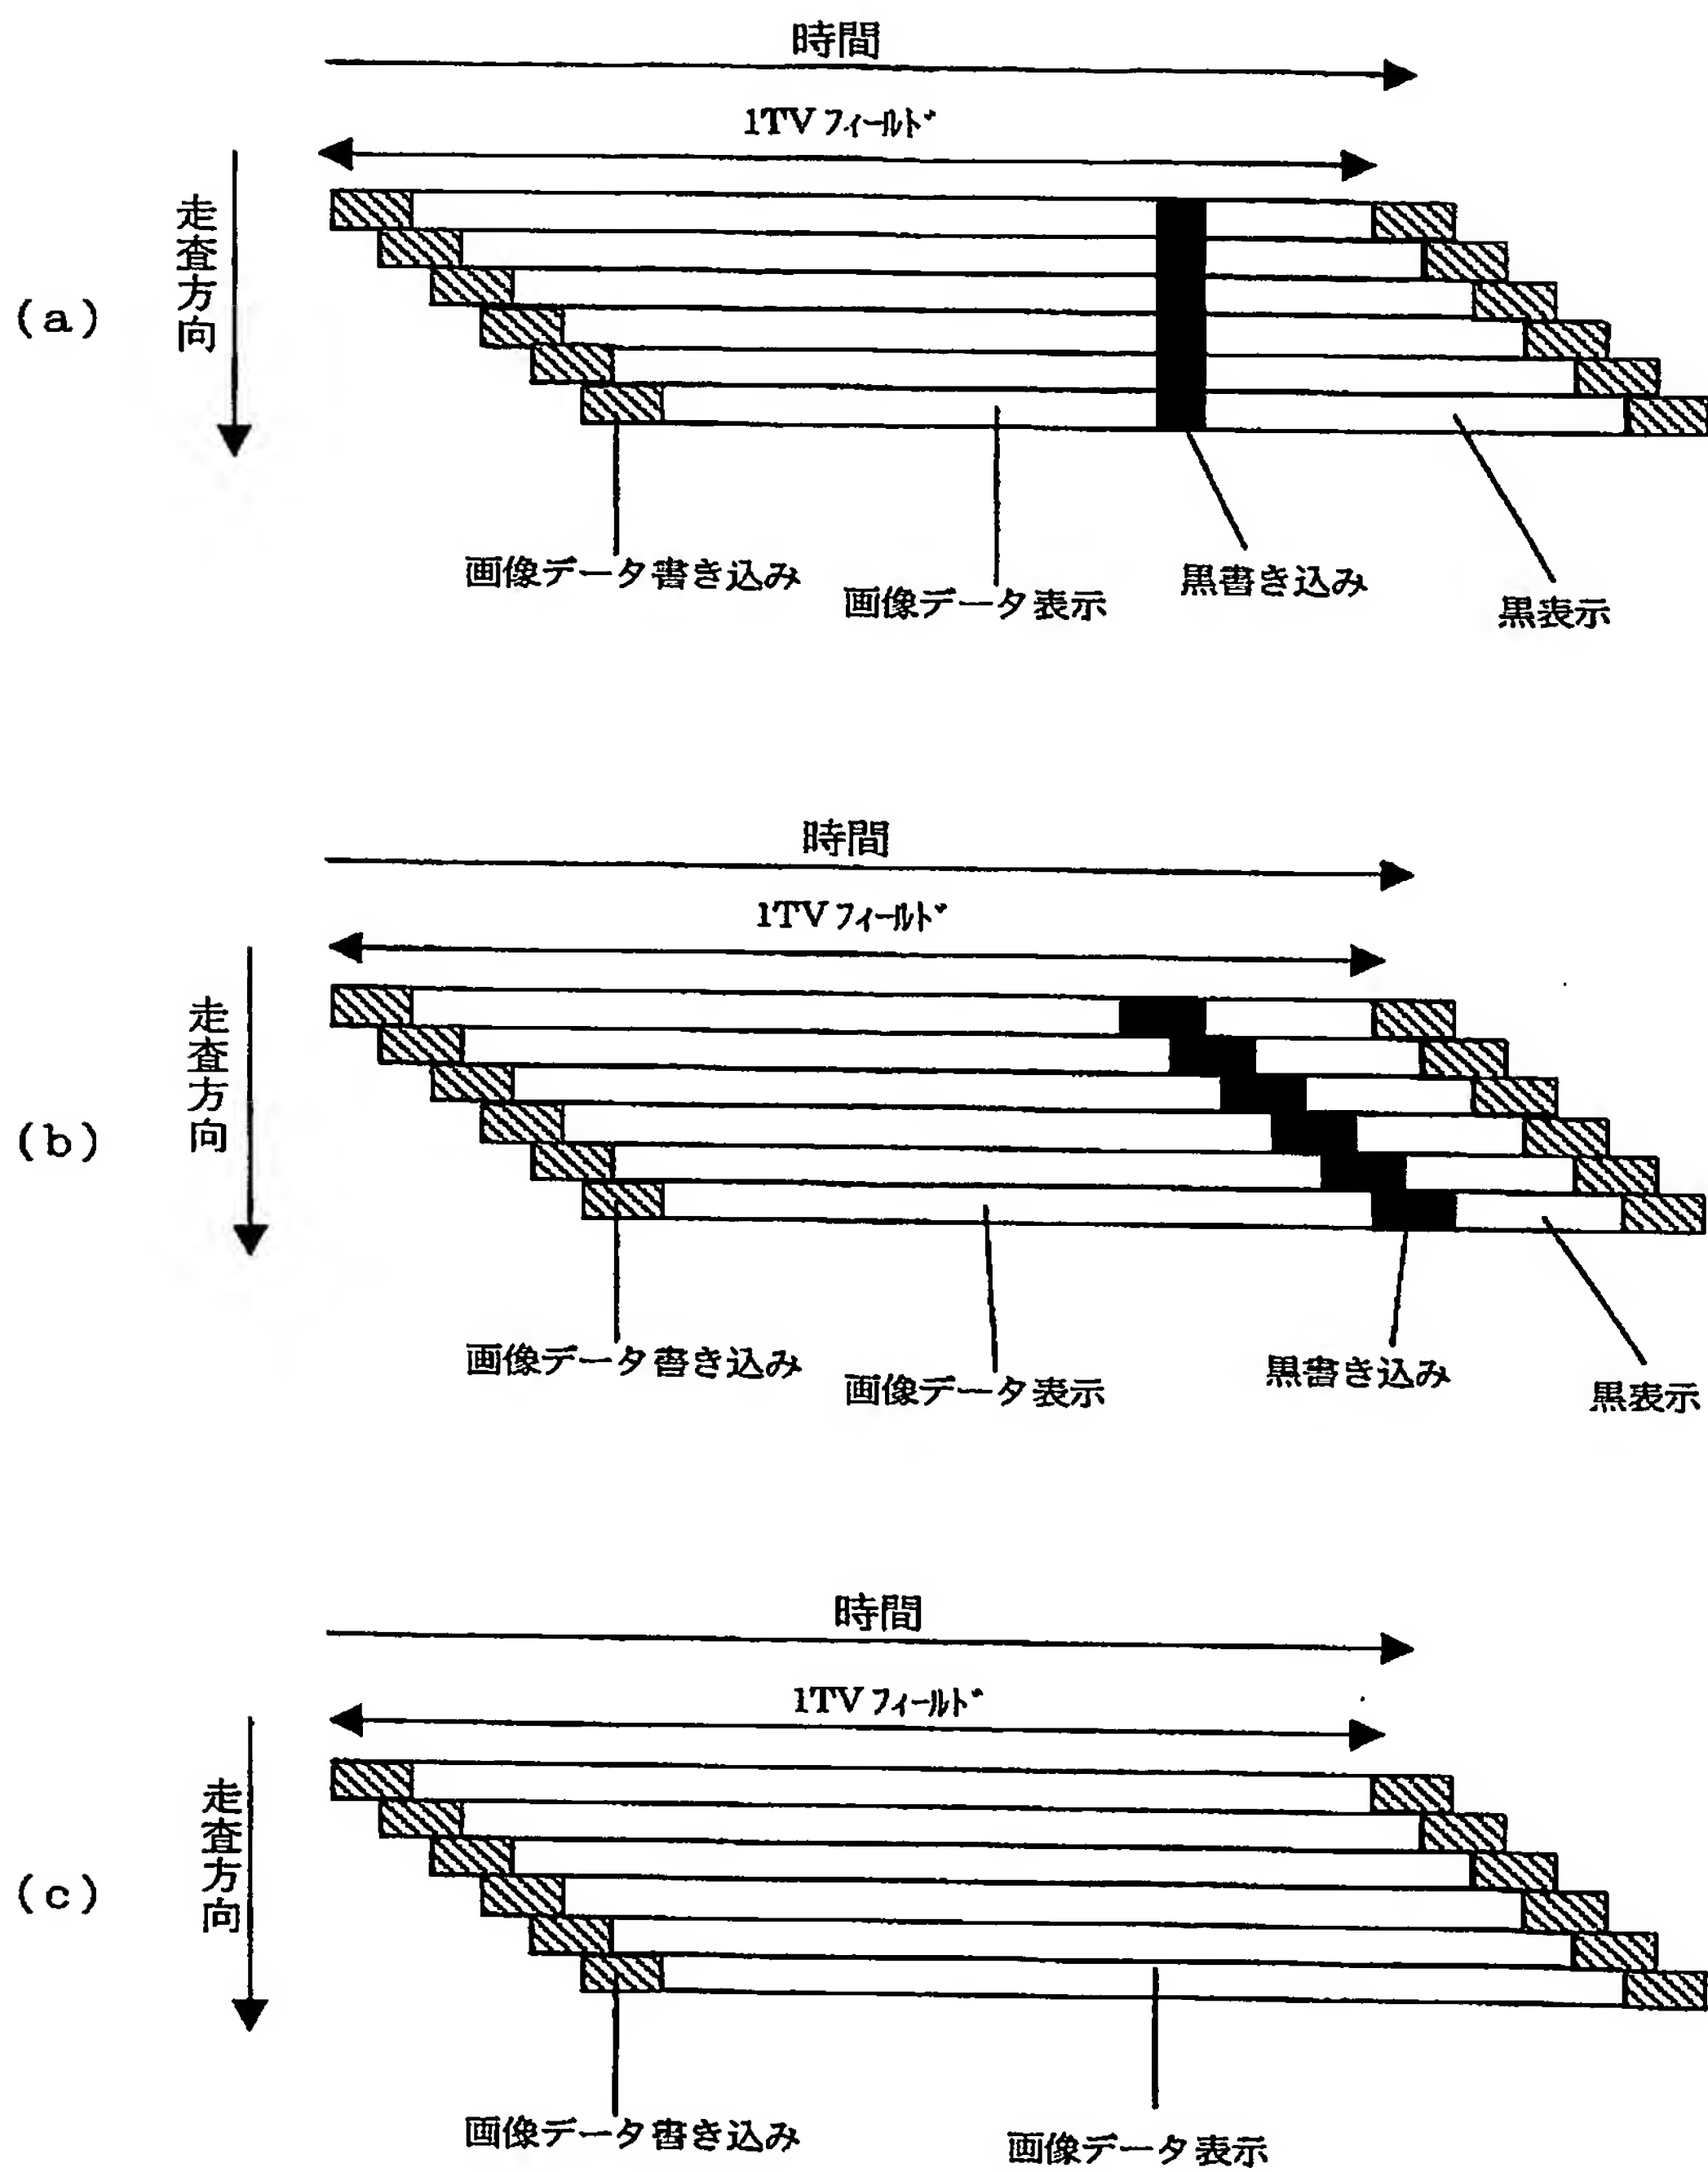 時間
1TV フィールド
走査方向
(a)
画像データ書き込み
画像データ表示
黒書き込み
黒表示
時間
1TV フィールド
走査方向
(b)
画像データ書き込み
画像データ表示
黒書き込み
黒表示
時間
1TV フィールド
走査方向
(c)
画像データ書き込み
画像データ表示